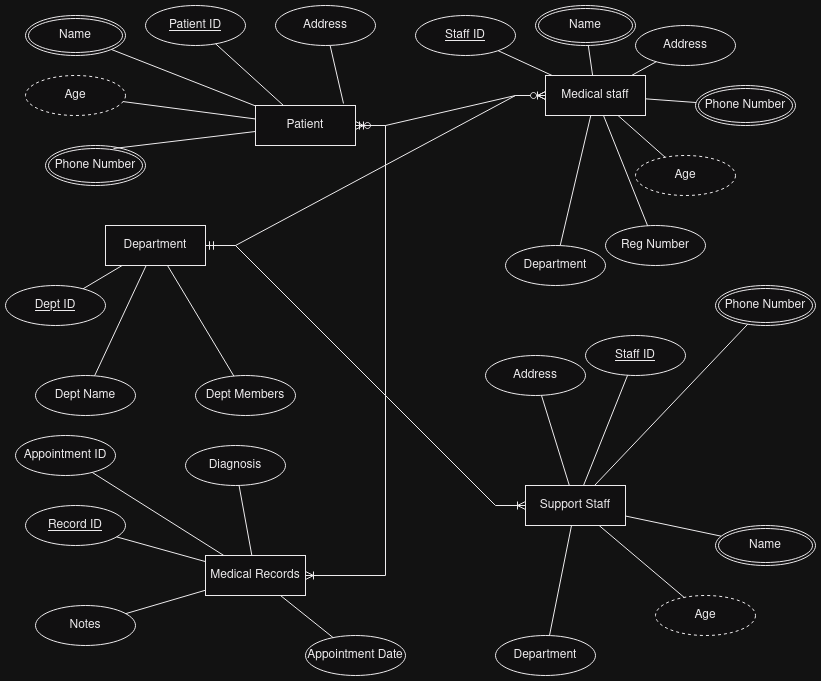 Name
Patient ID
Address
Staff ID
Name
Address
Age
Patient
Medical staff
Phone Number
Phone Number
Age
Department
Department
Reg Number
Dept ID
Phone Number
Address
Staff ID
Dept Name
Dept Members
Appointment ID
Diagnosis
Record ID
Support Staff
Name
Medical Records
Notes
Age
Appointment Date
Department